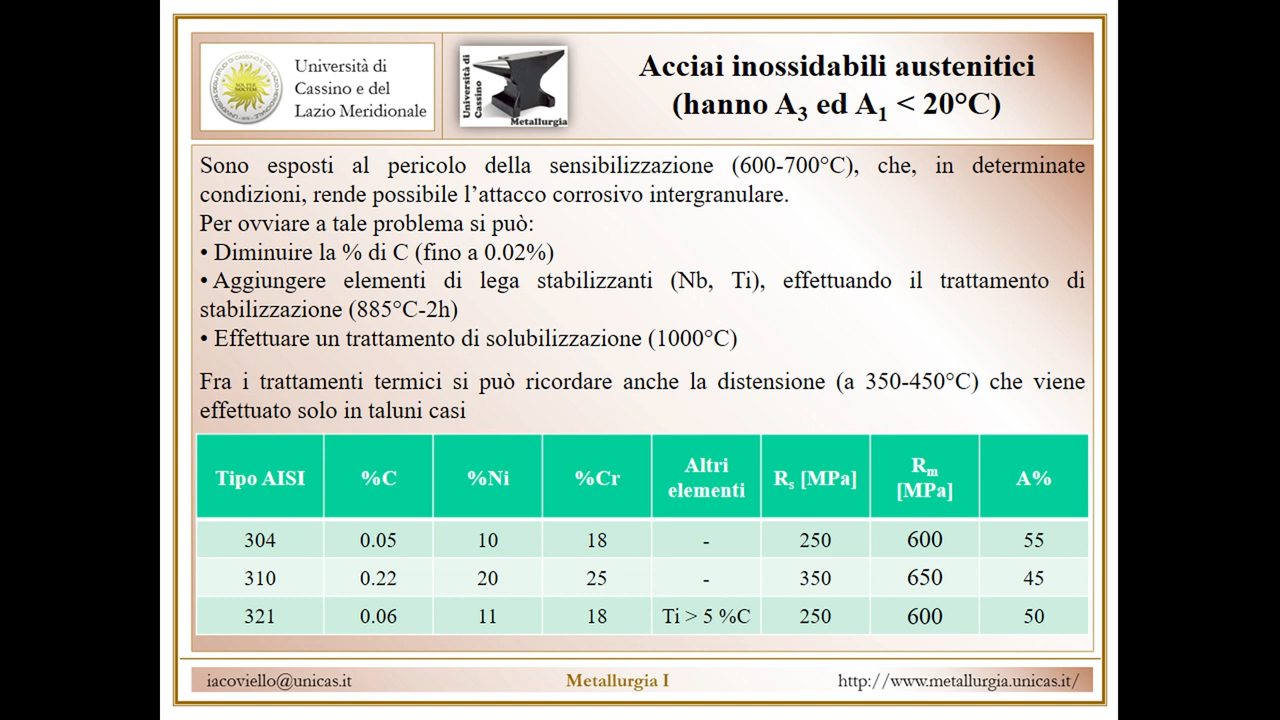 Università di
Cassino e del
Lazio Meridionale
Università di
Cassino
Metallurgia
Acciai inossidabili austenitici
(hanno A3 ed A1 < 20°C)
Sono esposti al pericolo della sensibilizzazione (600-700°C), che, in determinate
condizioni, rende possibile l’attacco corrosivo intergranulare.
Per ovviare a tale problema si può:
• Diminuire la % di C (fino a 0.02%)
• Aggiungere elementi di lega stabilizzanti (Nb, Ti), effettuando il trattamento di
stabilizzazione (885°C-2h)
• Effettuare un trattamento di solubilizzazione (1000°C)
Fra i trattamenti termici si può ricordare anche la distensione (a 350-450°C) che viene
effettuato solo in taluni casi
Tipo AISI %C %Ni %Cr Altri elementi Rs [MPa] Rm [MPa] A%
304 0.05 10 18 - 250 600 55
310 0.22 20 25 - 350 650 45
321 0.06 11 18 Ti > 5 %C 250 600 50
iacoviello@unicas.it Metallurgia I http://www.metallurgia.unicas.it/